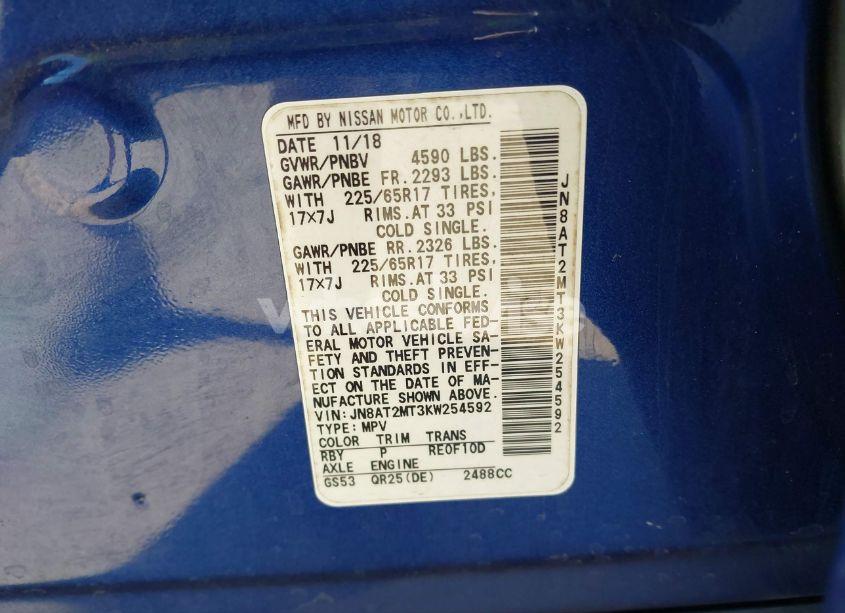 MFD BY NISSAN MOTOR CO.,LTD.
DATE 11/18
GVWR/PNBV 4590 LBS.
GAWR/PNBE FR.2293 LBS.
WITH 225/65R17 TIRES,
17×7J RIMS.AT 33 PSI
COLD SINGLE.
GAWR/PNBE RR.2326 LBS.
WITH 225/65R17 TIRES,
17×7J RIMS.AT 33 PSI
COLD SINGLE.
THIS VEHICLE CONFORMS
TO ALL APPLICABLE FED-
ERAL MOTOR VEHICLE SA-
FETY AND THEFT PREVEN-
TION STANDARDS IN EFF-
ECT ON THE DATE OF MA-
NUFACTURE SHOWN ABOVE.
VIN:JN8AT2MT3KW254592
TYPE:MPV
COLOR TRIM TRANS
RBY P RE0F10D
AXLE ENGINE
GS53 QR25(DE) 2488CC
JN8AT2MT3KW254592